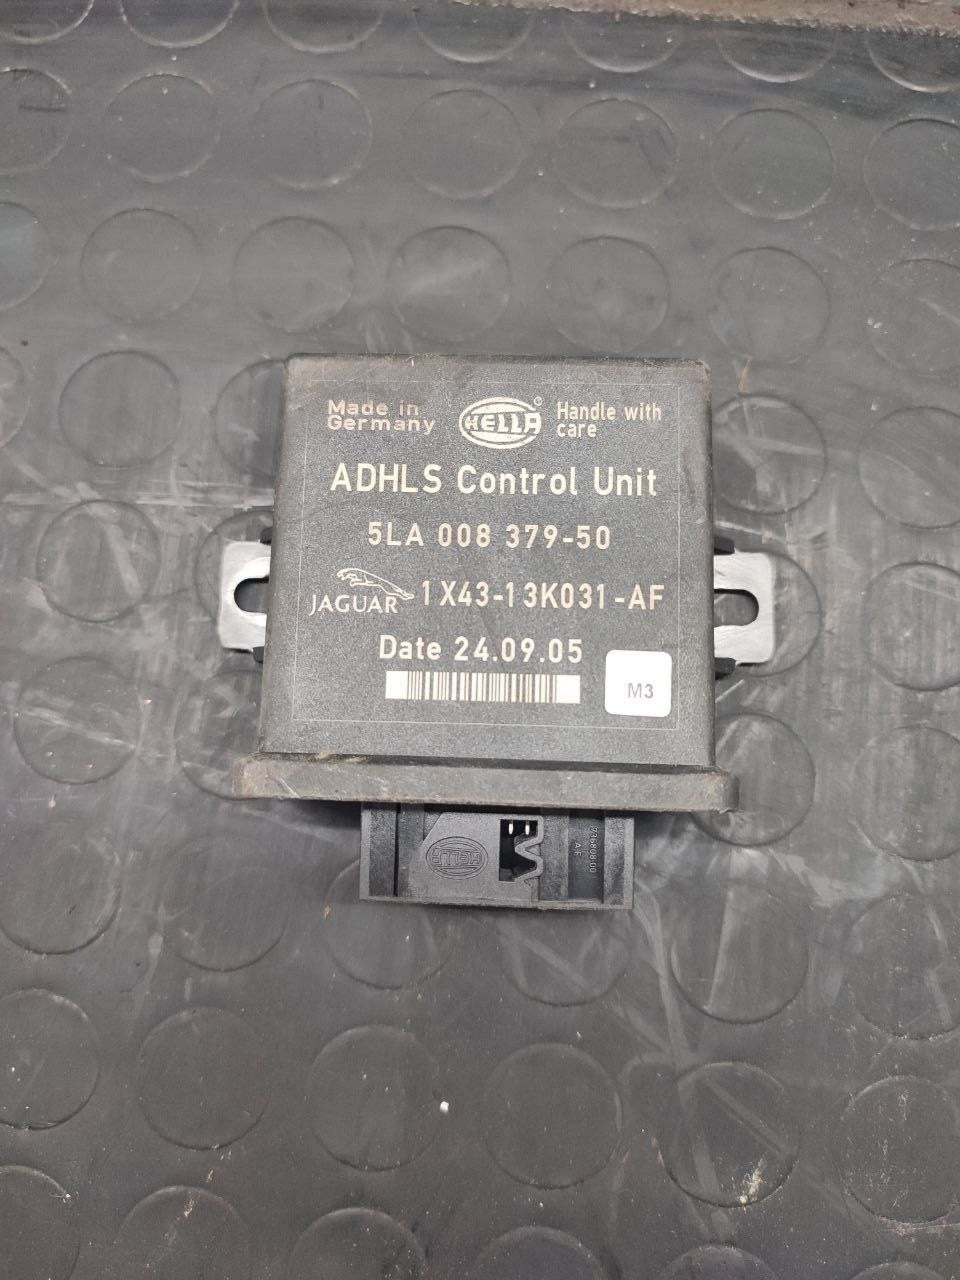 Made in Germany
HELLA®
Handle with care
ADHLS Control Unit
5LA 008 379-50
JAGUAR 1X43-13K031-AF
Date 24.09.05
M3
HELLA